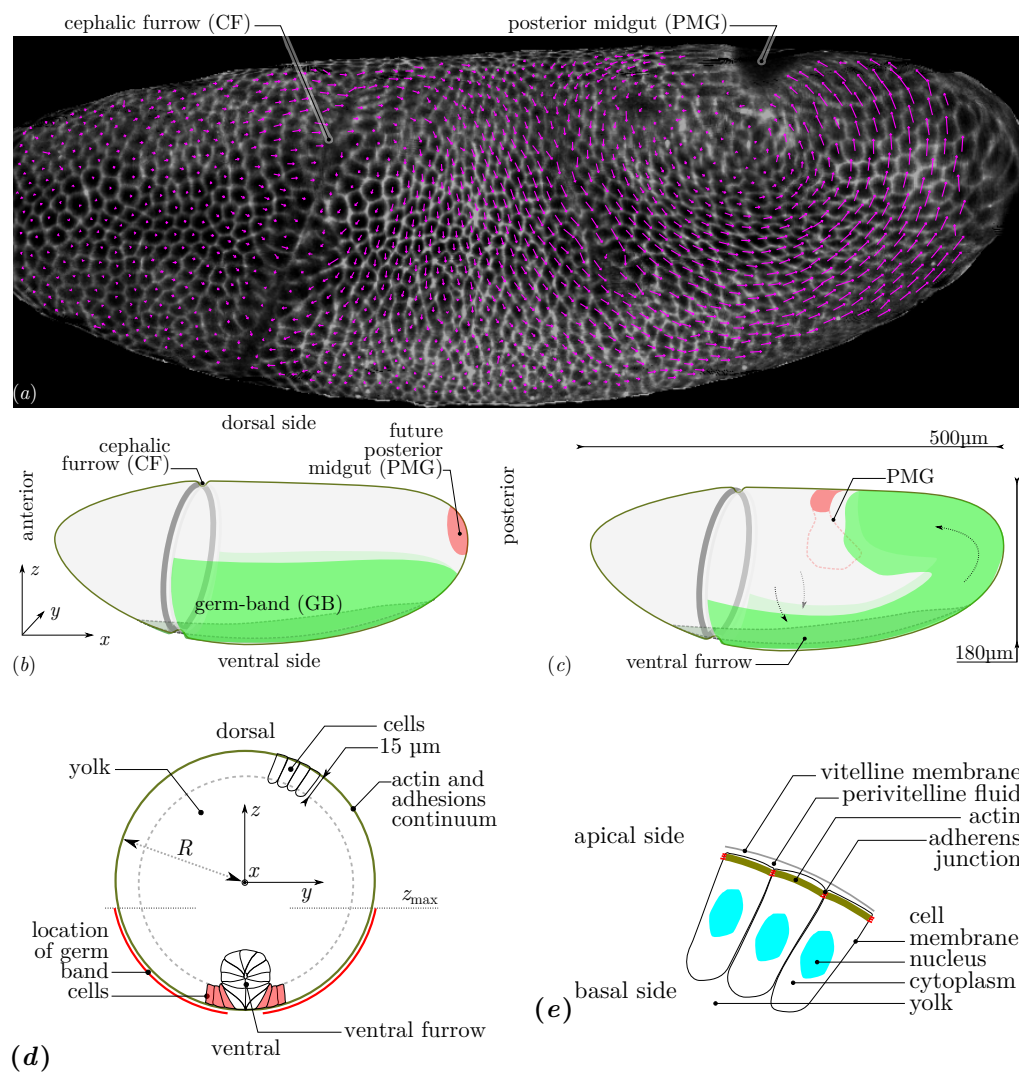 cephalic furrow (CF)
posterior midgut (PMG)
(a)
dorsal side
cephalic
furrow (CF)
future
posterior
midgut (PMG)
anterior
z
y
x
germ-band (GB)
(b)
ventral side
posterior
500µm
PMG
ventral furrow
180µm
(c)
dorsal
cells
15 µm
yolk
actin and
adhesions
continuum
z
R
x
y
z_max
location
of germ
band
cells
ventral furrow
ventral
(d)
vitelline membrane
perivitelline fluid
actin
adherens
junction
apical side
cell
membrane
nucleus
cytoplasm
yolk
basal side
(e)